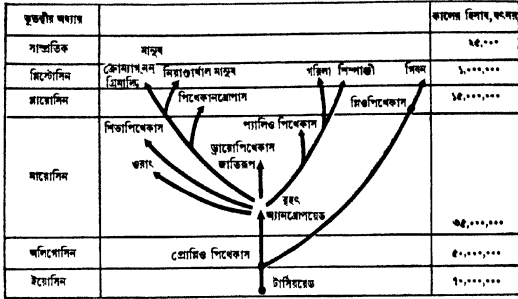 ভূতত্ত্বীয় অধ্যায়
কালের হিসাব, বৎসর
মানুষ
সাম্প্রতিক
২৫,০০০
ক্রোম্যাগনন
গ্রিমাল্ডি
নিয়াণ্ডার্থাল মানুষ
গরিলা
শিম্পাঞ্জী
গিবন
প্লিস্টোসিন
১,০০০,০০০
পিথেকানথ্রোপাস
প্লিওপিথেকাস
প্লায়োসিন
১৫,০০০,০০০
শিভাপিথেকাস
প্যালিও পিথেকাস
ড্রায়োপিথেকাস
জাতিরূপ
ওরাং
মায়োসিন
বৃহৎ
অ্যানথ্রোপয়েড
৩৫,০০০,০০০
অলিগোসিন
প্রোপ্লিও পিথেকাস
৫০,০০০,০০০
ইয়োসিন
টার্সিয়য়েড
৭০,০০০,০০০